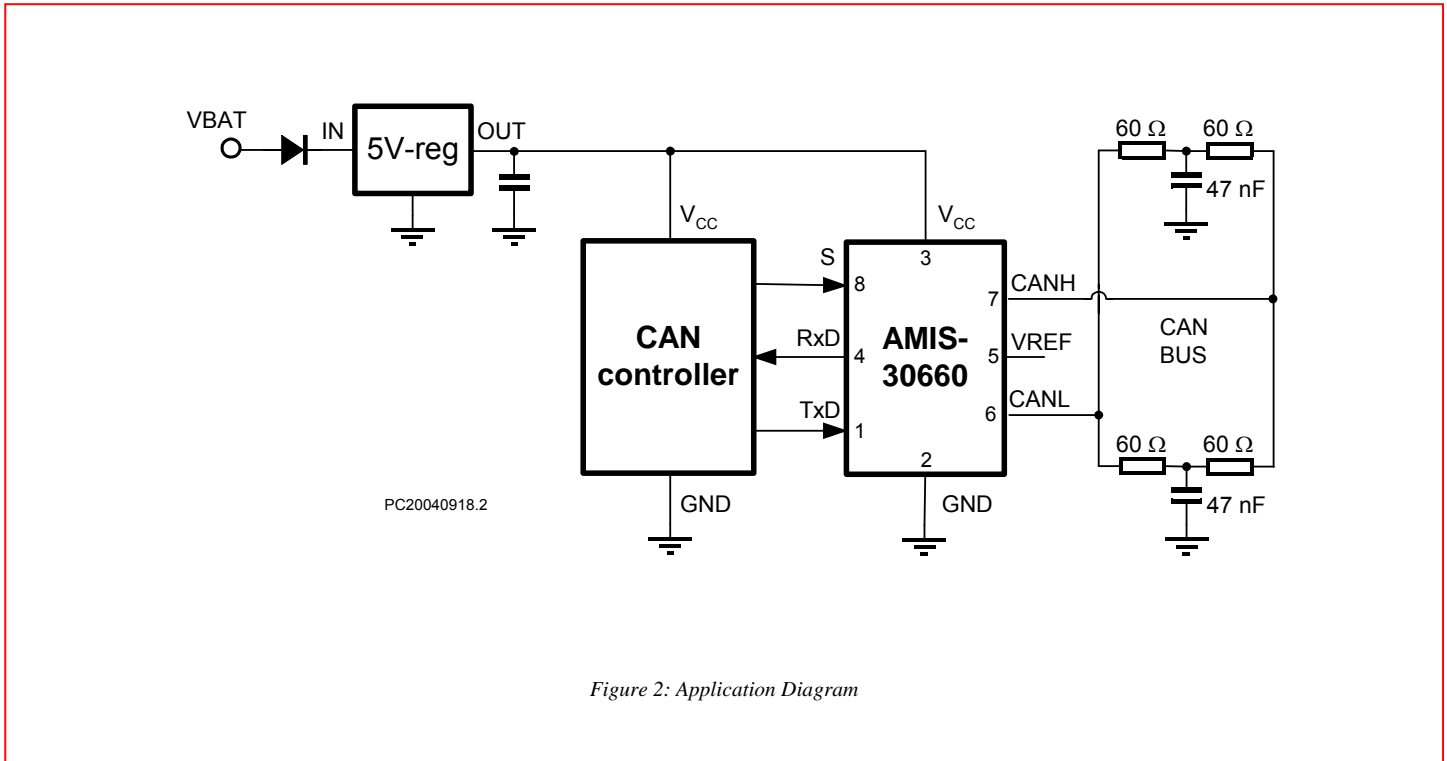 VBAT
IN
5V-reg
OUT
60 Ω
60 Ω
47 nF
VCC
VCC
S
8
3
7
CANH
CAN
controller
RxD
4
AMIS-
30660
5
VREF
CAN
BUS
TxD
1
6
CANL
2
60 Ω
60 Ω
47 nF
PC20040918.2
GND
GND
Figure 2: Application Diagram